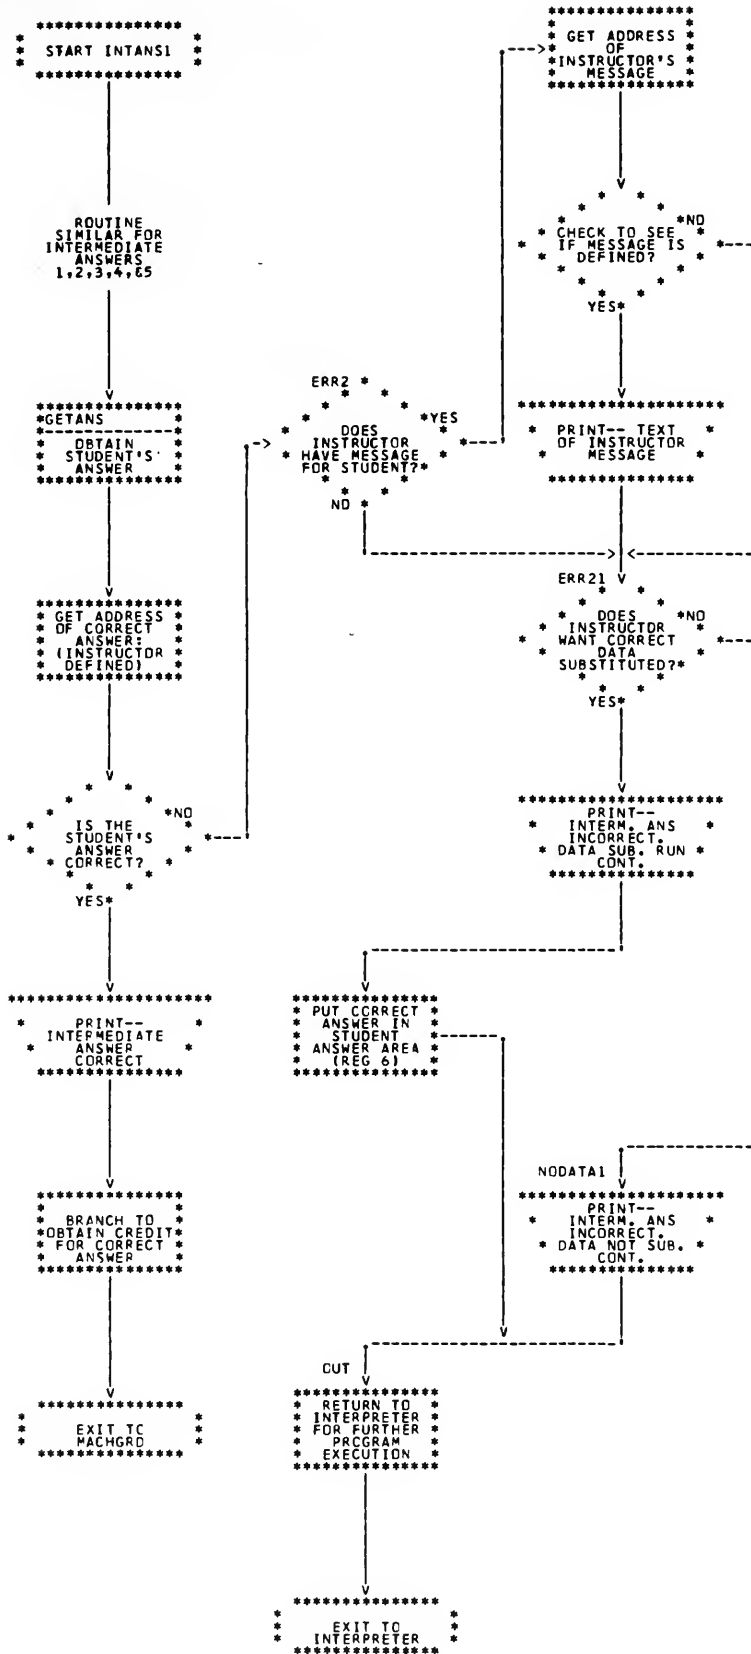 START INTANS1
ROUTINE
SIMILAR FOR
INTERMEDIATE
ANSWERS
1,2,3,4,&5
GETANS
OBTAIN
STUDENT'S
ANSWER
GET ADDRESS
OF CORRECT
ANSWER:
(INSTRUCTOR
DEFINED)
NO
IS THE
STUDENT'S
ANSWER
CORRECT?
YES
PRINT--
INTERMEDIATE
ANSWER
CORRECT
BRANCH TO
OBTAIN CREDIT
FOR CORRECT
ANSWER
EXIT TO
MACHGRD
ERR2
YES
DOES
INSTRUCTOR
HAVE MESSAGE
FOR STUDENT?
NO
GET ADDRESS
OF
INSTRUCTOR'S
MESSAGE
NO
CHECK TO SEE
IF MESSAGE IS
DEFINED?
YES
PRINT-- TEXT
OF INSTRUCTOR
MESSAGE
ERR21
DOES NO
INSTRUCTOR
WANT CORRECT
DATA
SUBSTITUTED?
YES
PRINT--
INTERM. ANS
INCORRECT.
DATA SUB. RUN
CONT.
PUT CORRECT
ANSWER IN
STUDENT
ANSWER AREA
(REG 6)
NODATA1
PRINT--
INTERM. ANS
INCORRECT.
DATA NOT SUB.
CONT.
OUT
RETURN TO
INTERPRETER
FOR FURTHER
PROGRAM
EXECUTION
EXIT TO
INTERPRETER